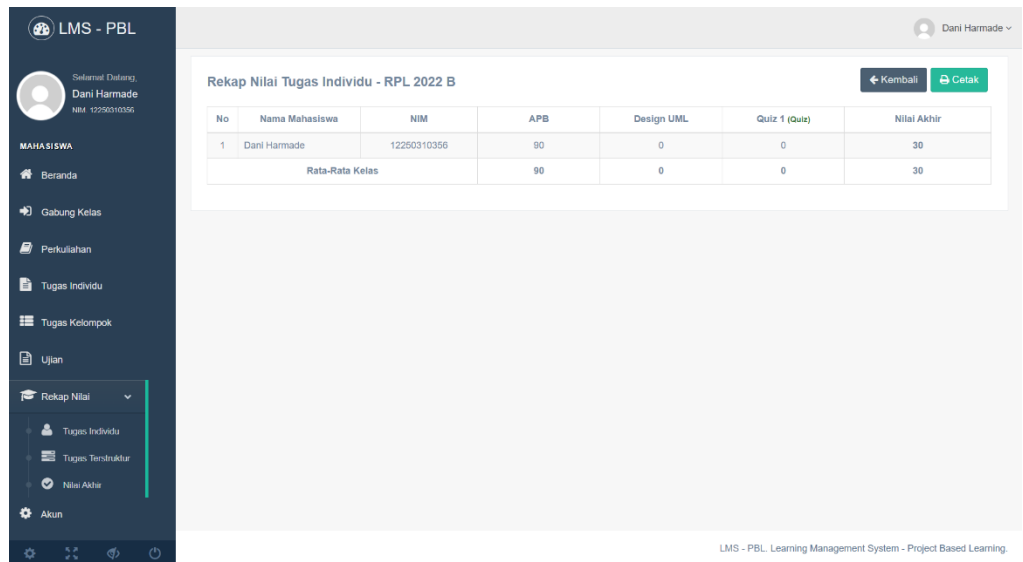 LMS - PBL
Dani Harmade
Selamat Datang,
Dani Harmade
NIM. 12250310356
MAHASISWA
Beranda
Gabung Kelas
Perkuliahan
Tugas Individu
Tugas Kelompok
Ujian
Rekap Nilai
Tugas Individu
Tugas Terstruktur
Nilai Akhir
Akun
Rekap Nilai Tugas Individu - RPL 2022 B
Kembali
Cetak
No Nama Mahasiswa NIM APB Design UML Quiz 1 (Quiz) Nilai Akhir
1 Dani Harmade 12250310356 90 0 0 30
Rata-Rata Kelas 90 0 0 30
LMS - PBL. Learning Management System - Project Based Learning.